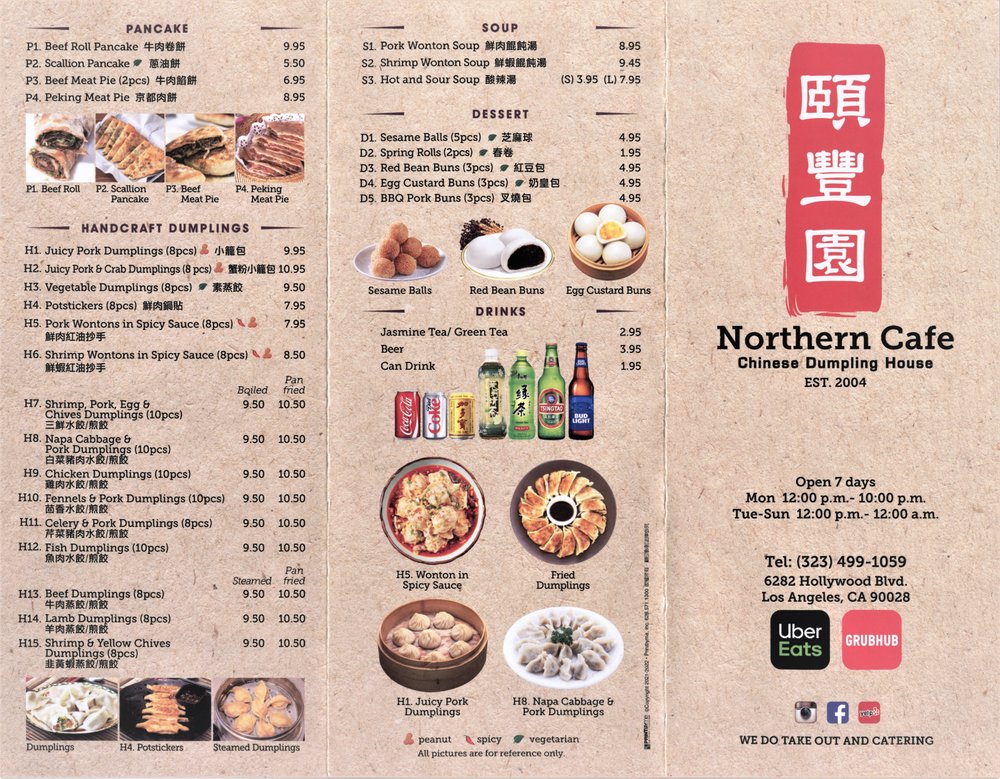 PANCAKE
P1. Beef Roll Pancake 牛肉卷餅 9.95
P2. Scallion Pancake 蔥油餅 5.50
P3. Beef Meat Pie (2pcs) 牛肉餡餅 6.95
P4. Peking Meat Pie 京都肉餅 8.95
P1. Beef Roll
P2. Scallion
Pancake
P3. Beef
Meat Pie
P4. Peking
Meat Pie
HANDCRAFT DUMPLINGS
H1. Juicy Pork Dumplings (8pcs) 小籠包 9.95
H2. Juicy Pork & Crab Dumplings (8 pcs) 蟹粉小籠包 10.95
H3. Vegetable Dumplings (8pcs) 素蒸餃 9.50
H4. Potstickers (8pcs) 鮮肉鍋貼 7.95
H5. Pork Wontons in Spicy Sauce (8pcs) 7.95
鮮肉紅油抄手
H6. Shrimp Wontons in Spicy Sauce (8pcs) 8.50
鮮蝦紅油抄手
Boiled Pan fried
H7. Shrimp, Pork, Egg & 9.50 10.50
Chives Dumplings (10pcs)
三鮮水餃/煎餃
H8. Napa Cabbage & 9.50 10.50
Pork Dumplings (10pcs)
白菜豬肉水餃/煎餃
H9. Chicken Dumplings (10pcs) 9.50 10.50
雞肉水餃/煎餃
H10. Fennels & Pork Dumplings (10pcs) 9.50 10.50
茴香水餃/煎餃
H11. Celery & Pork Dumplings (8pcs) 9.50 10.50
芹菜豬肉水餃/煎餃
H12. Fish Dumplings (10pcs) 9.50 10.50
魚肉水餃/煎餃
Steamed Pan fried
H13. Beef Dumplings (8pcs) 9.50 10.50
牛肉蒸餃/煎餃
H14. Lamb Dumplings (8pcs) 9.50 10.50
羊肉蒸餃/煎餃
H15. Shrimp & Yellow Chives 9.50 10.50
Dumplings (8pcs)
韭黃蝦蒸餃/煎餃
Dumplings
H4. Potstickers
Steamed Dumplings
SOUP
S1. Pork Wonton Soup 鮮肉餛飩湯 8.95
S2. Shrimp Wonton Soup 鮮蝦餛飩湯 9.45
S3. Hot and Sour Soup 酸辣湯 (S) 3.95 (L) 7.95
DESSERT
D1. Sesame Balls (5pcs) 芝麻球 4.95
D2. Spring Rolls (2pcs) 春卷 1.95
D3. Red Bean Buns (3pcs) 紅豆包 4.95
D4. Egg Custard Buns (3pcs) 奶皇包 4.95
D5. BBQ Pork Buns (3pcs) 叉燒包 4.95
Sesame Balls
Red Bean Buns
Egg Custard Buns
DRINKS
Jasmine Tea/ Green Tea 2.95
Beer 3.95
Can Drink 1.95
Coca-Cola
Coke
綠茶
TSINGTAO
BUD
LIGHT
H5. Wonton in
Spicy Sauce
Fried
Dumplings
H1. Juicy Pork
Dumplings
H8. Napa Cabbage &
Pork Dumplings
peanut spicy vegetarian
All pictures are for reference only.
頤豐園
Northern Cafe
Chinese Dumpling House
EST. 2004
Open 7 days
Mon 12:00 p.m.- 10:00 p.m.
Tue-Sun 12:00 p.m.- 12:00 a.m.
Tel: (323) 499-1059
6282 Hollywood Blvd.
Los Angeles, CA 90028
Uber
Eats
GRUBHUB
yelp
WE DO TAKE OUT AND CATERING